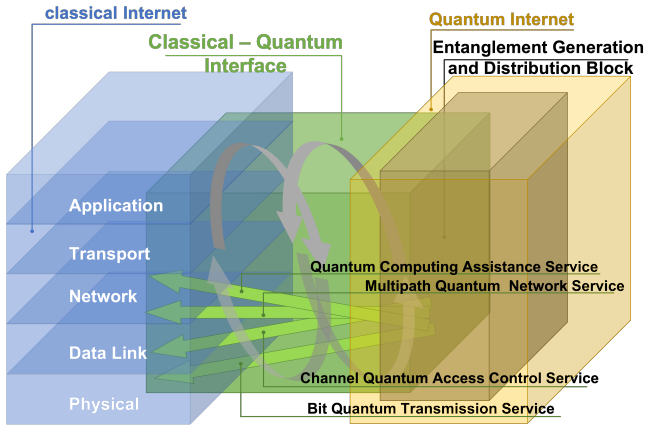 classical Internet
Quantum Internet
Classical – Quantum
Interface
Entanglement Generation
and Distribution Block
Application
Transport
Network
Data Link
Physical
Quantum Computing Assistance Service
Multipath Quantum Network Service
Channel Quantum Access Control Service
Bit Quantum Transmission Service